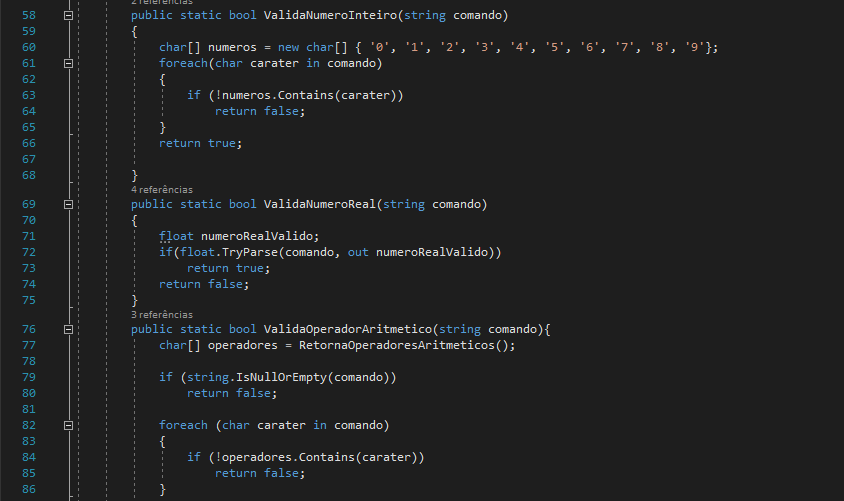 2 referências
58 public static bool ValidaNumeroInteiro(string comando)
59 {
60 char[] numeros = new char[] { '0', '1', '2', '3', '4', '5', '6', '7', '8', '9'};
61 foreach(char carater in comando)
62 {
63 if (!numeros.Contains(carater))
64 return false;
65 }
66 return true;
67
68 }
4 referências
69 public static bool ValidaNumeroReal(string comando)
70 {
71 float numeroRealValido;
72 if(float.TryParse(comando, out numeroRealValido))
73 return true;
74 return false;
75 }
3 referências
76 public static bool ValidaOperadorAritmetico(string comando){
77 char[] operadores = RetornaOperadoresAritmeticos();
78
79 if (string.IsNullOrEmpty(comando))
80 return false;
81
82 foreach (char carater in comando)
83 {
84 if (!operadores.Contains(carater))
85 return false;
86 }